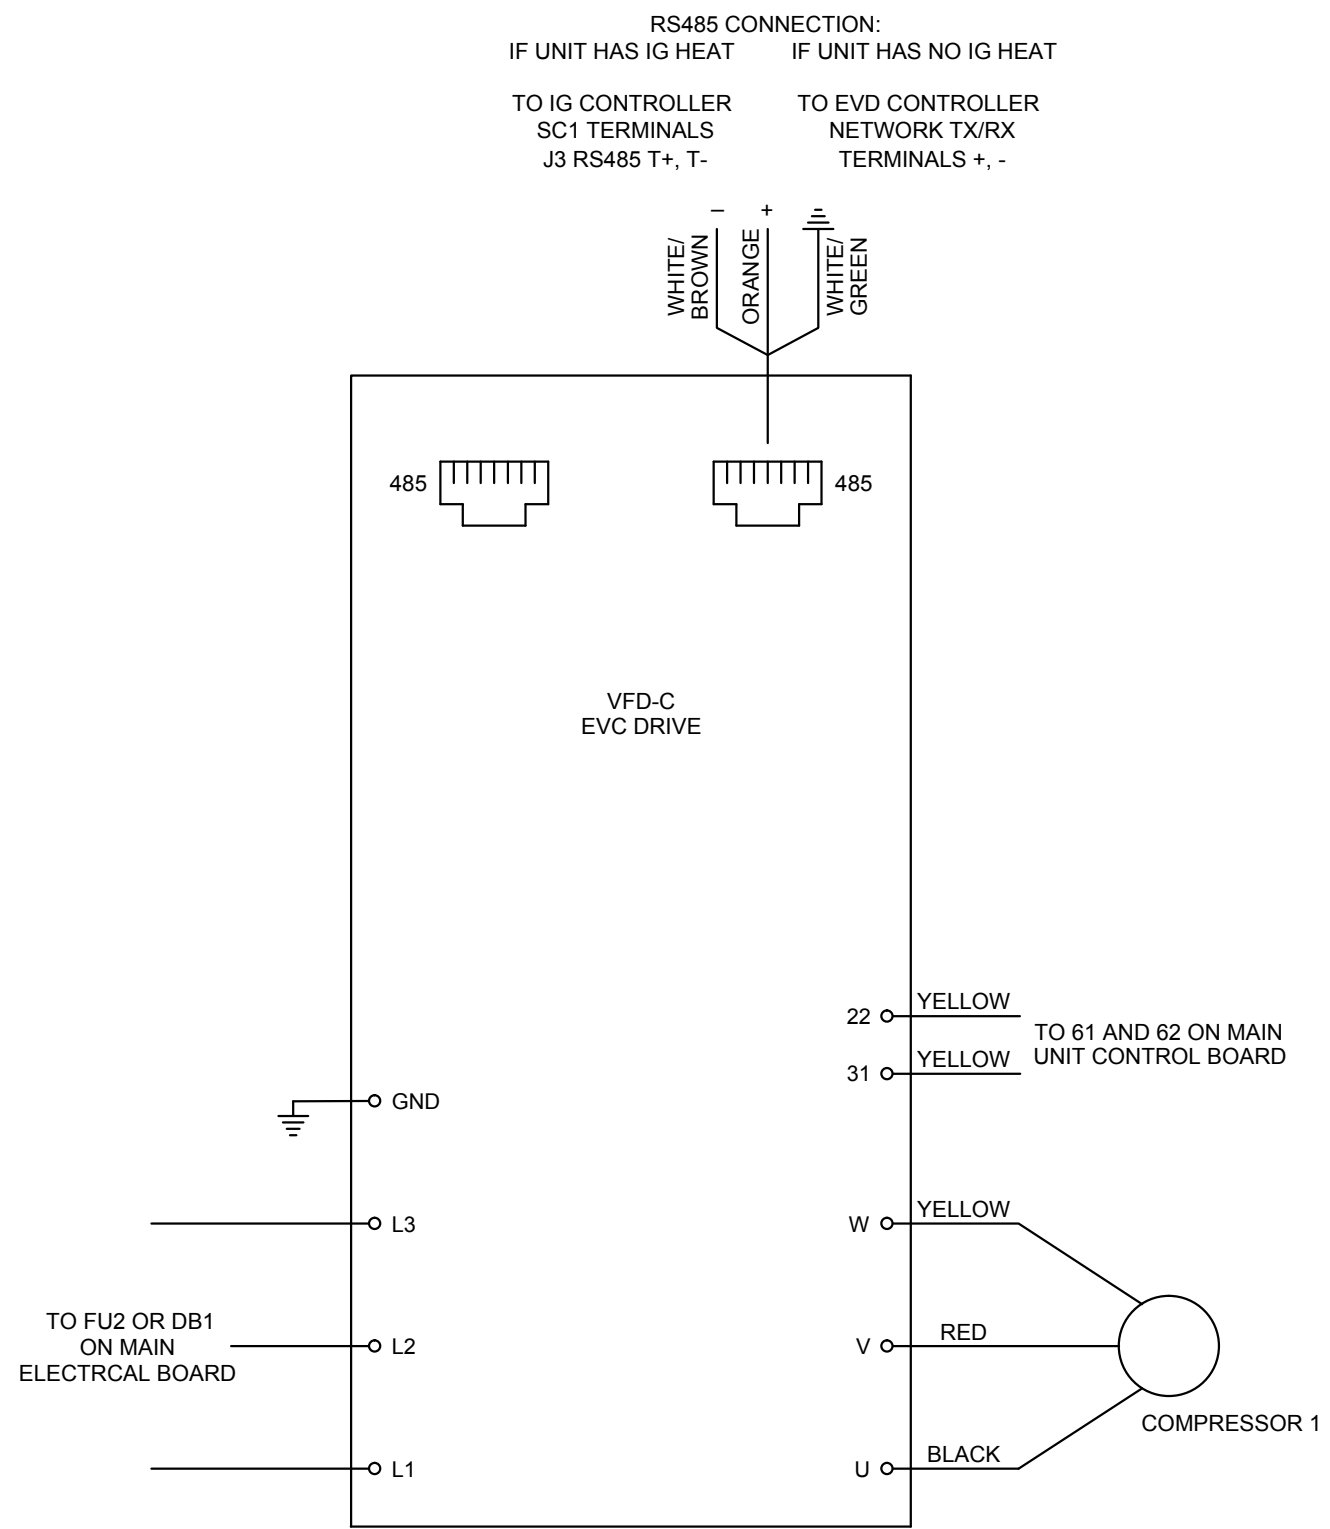 RS485 CONNECTION:
IF UNIT HAS IG HEAT
IF UNIT HAS NO IG HEAT
TO IG CONTROLLER
SC1 TERMINALS
J3 RS485 T+, T-
TO EVD CONTROLLER
NETWORK TX/RX
TERMINALS +, -
– +
WHITE/
BROWN
ORANGE
WHITE/
GREEN
485
485
VFD-C
EVC DRIVE
22
YELLOW
31
YELLOW
TO 61 AND 62 ON MAIN
UNIT CONTROL BOARD
GND
L3
W
YELLOW
TO FU2 OR DB1
ON MAIN
ELECTRCAL BOARD
L2
V
RED
COMPRESSOR 1
L1
U
BLACK